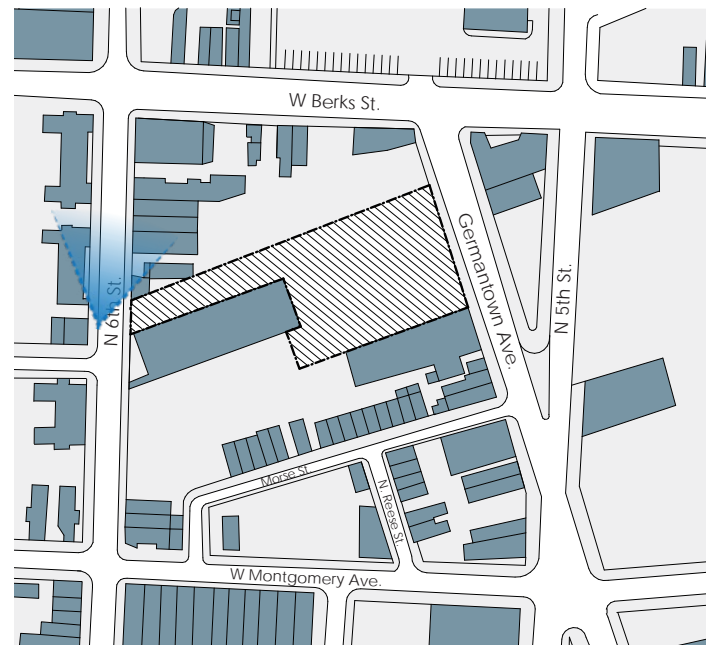 W Berks St.
Germantown Ave.
N 6th St.
N 5th St.
Morse St.
N. Reese St.
W Montgomery Ave.